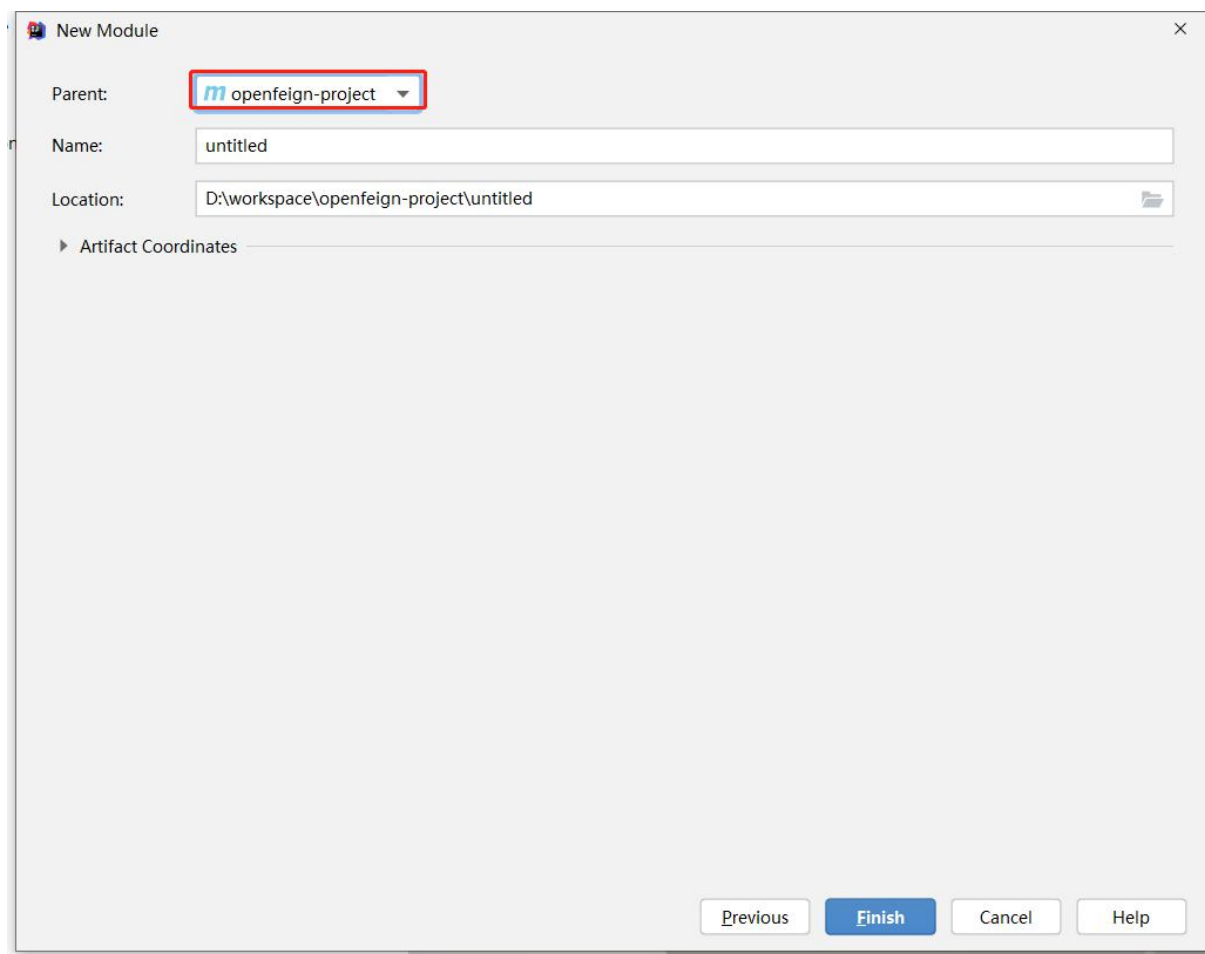 New Module
Parent: m openfeign-project
Name: untitled
Location: D:\workspace\openfeign-project\untitled
Artifact Coordinates
Previous Finish Cancel Help